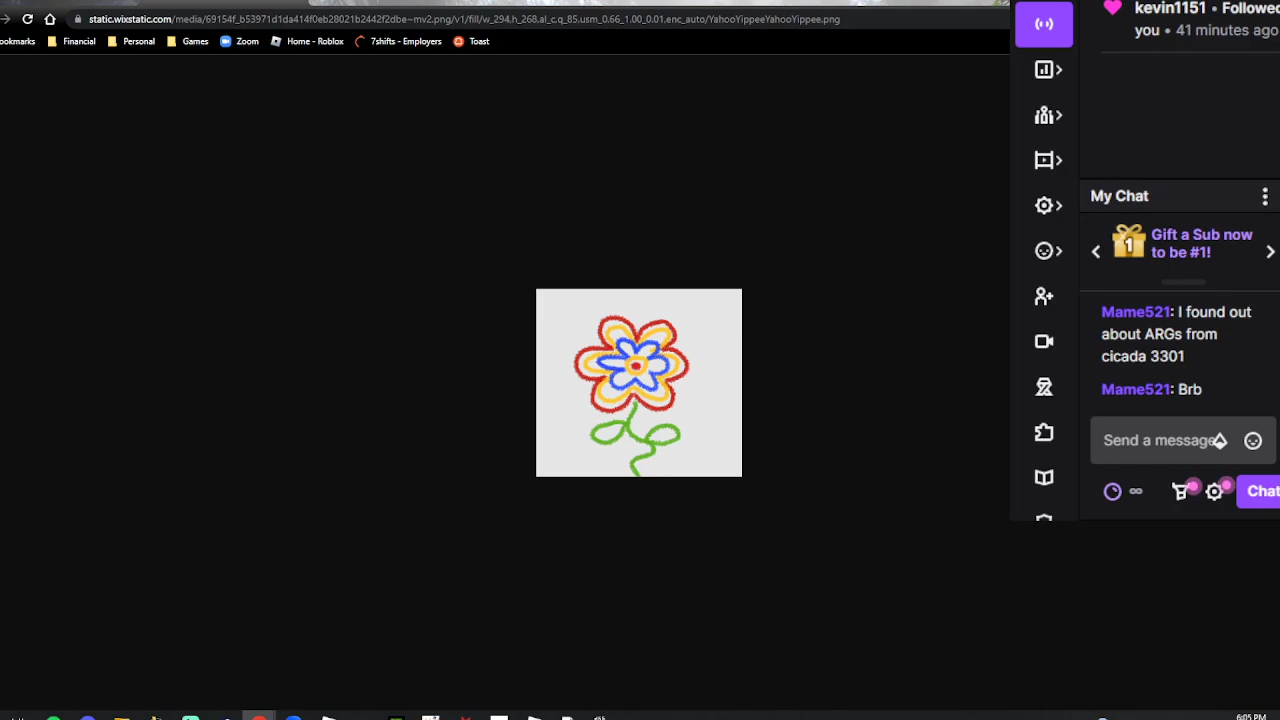 static.wixstatic.com/media/69154f_b53971d1da414f0eb28021b2442f2dbe~mv2.png/v1/fill/w_294.h_268.al_c.q_85.usm_0.66_1.00_0.01.enc_auto/YahooYippeeYahooYippee.png
ookmarks Financial Personal Games Zoom Home - Roblox 7shifts - Employers Toast
kevin1151 • Followed
you • 41 minutes ago
My Chat
1 Gift a Sub now
to be #1!
Mame521: I found out
about ARGs from
cicada 3301
Mame521: Brb
Send a message
Chat
6:05 PM